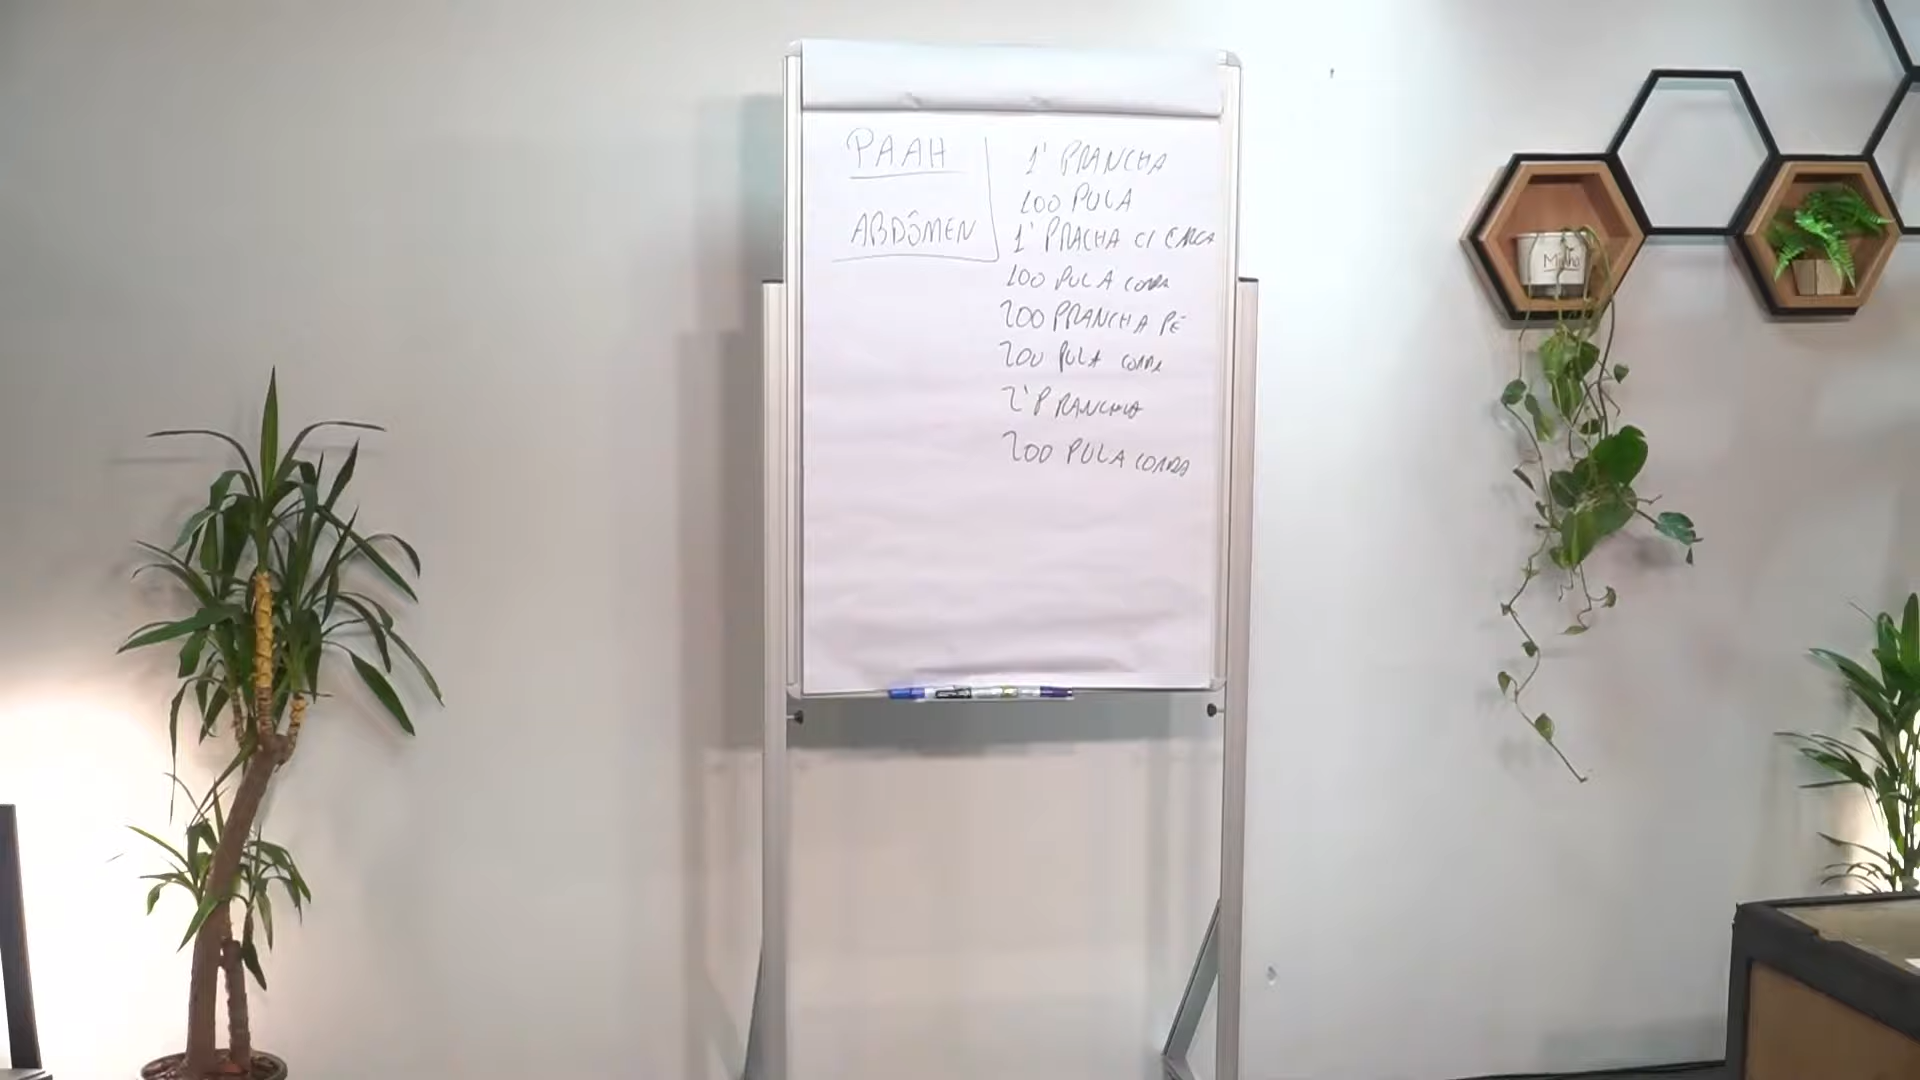 PAAH
ABDÔMEN
1' PRANCHA
100 PULA
1' PRACHA C/ CARGA
100 PULA CORDA
200 PRANCHA PÉ
200 PULA CORDA
2' PRANCHA
200 PULA CORDA